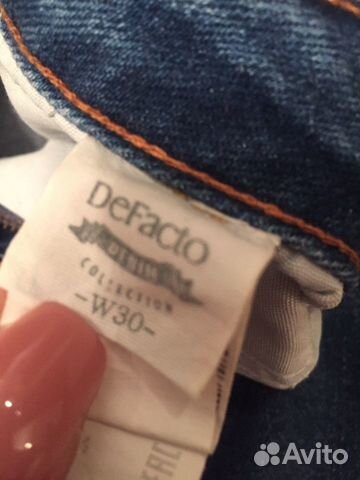 DeFacto
DENIM
COLLECTION
-W30-
Avito